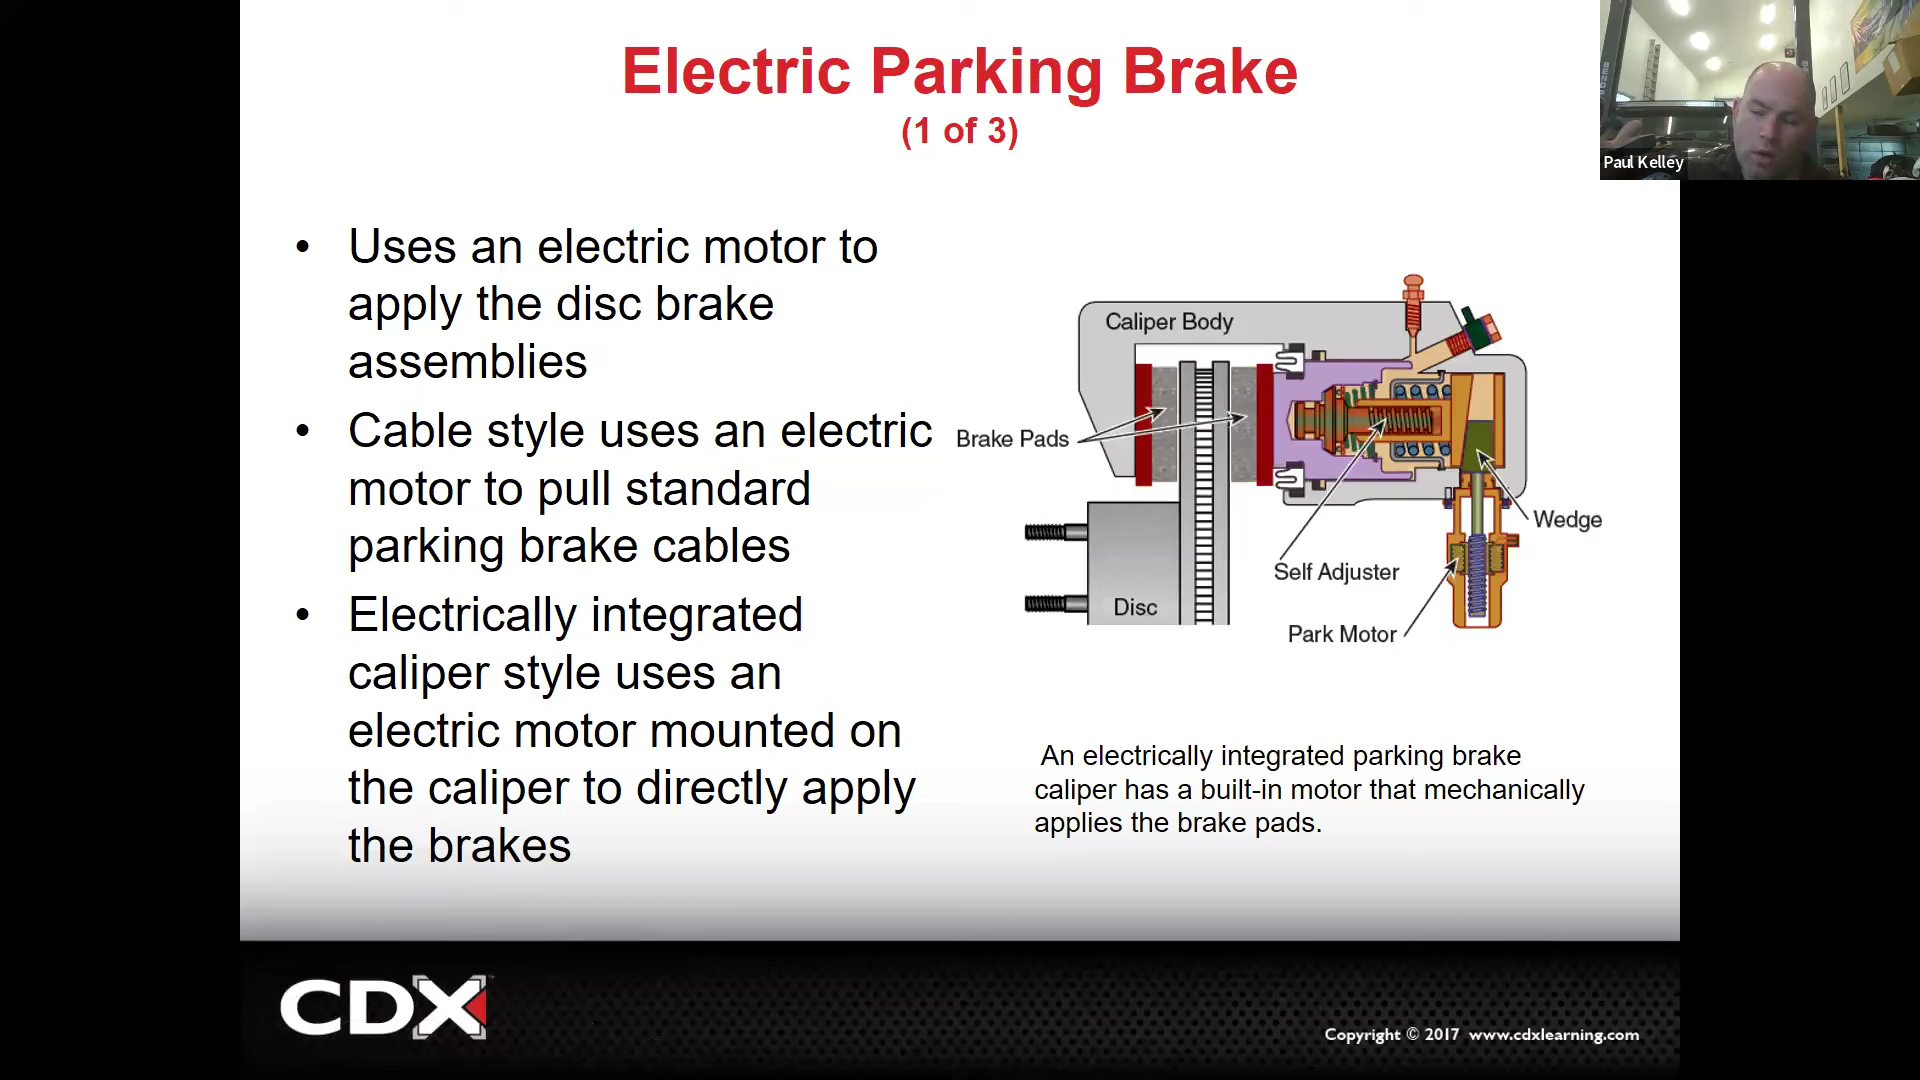 Electric Parking Brake
(1 of 3)
Paul Kelley
• Uses an electric motor to
apply the disc brake
assemblies
• Cable style uses an electric
motor to pull standard
parking brake cables
• Electrically integrated
caliper style uses an
electric motor mounted on
the caliper to directly apply
the brakes
Caliper Body
Brake Pads
Wedge
Self Adjuster
Disc
Park Motor
An electrically integrated parking brake
caliper has a built-in motor that mechanically
applies the brake pads.
CDX
Copyright © 2017 www.cdxlearning.com